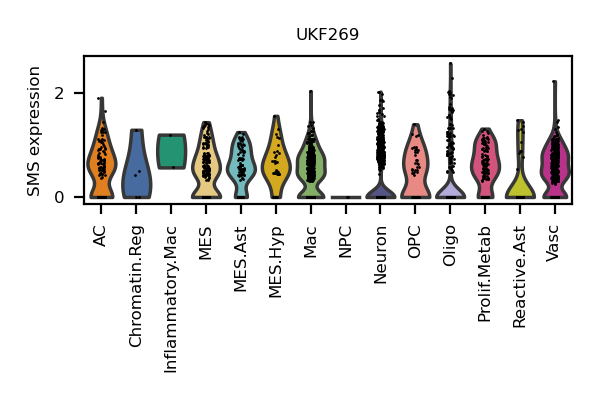 UKF269
SMS expression
2
0
AC
Chromatin.Reg
Inflammatory.Mac
MES
MES.Ast
MES.Hyp
Mac
NPC
Neuron
OPC
Oligo
Prolif.Metab
Reactive.Ast
Vasc